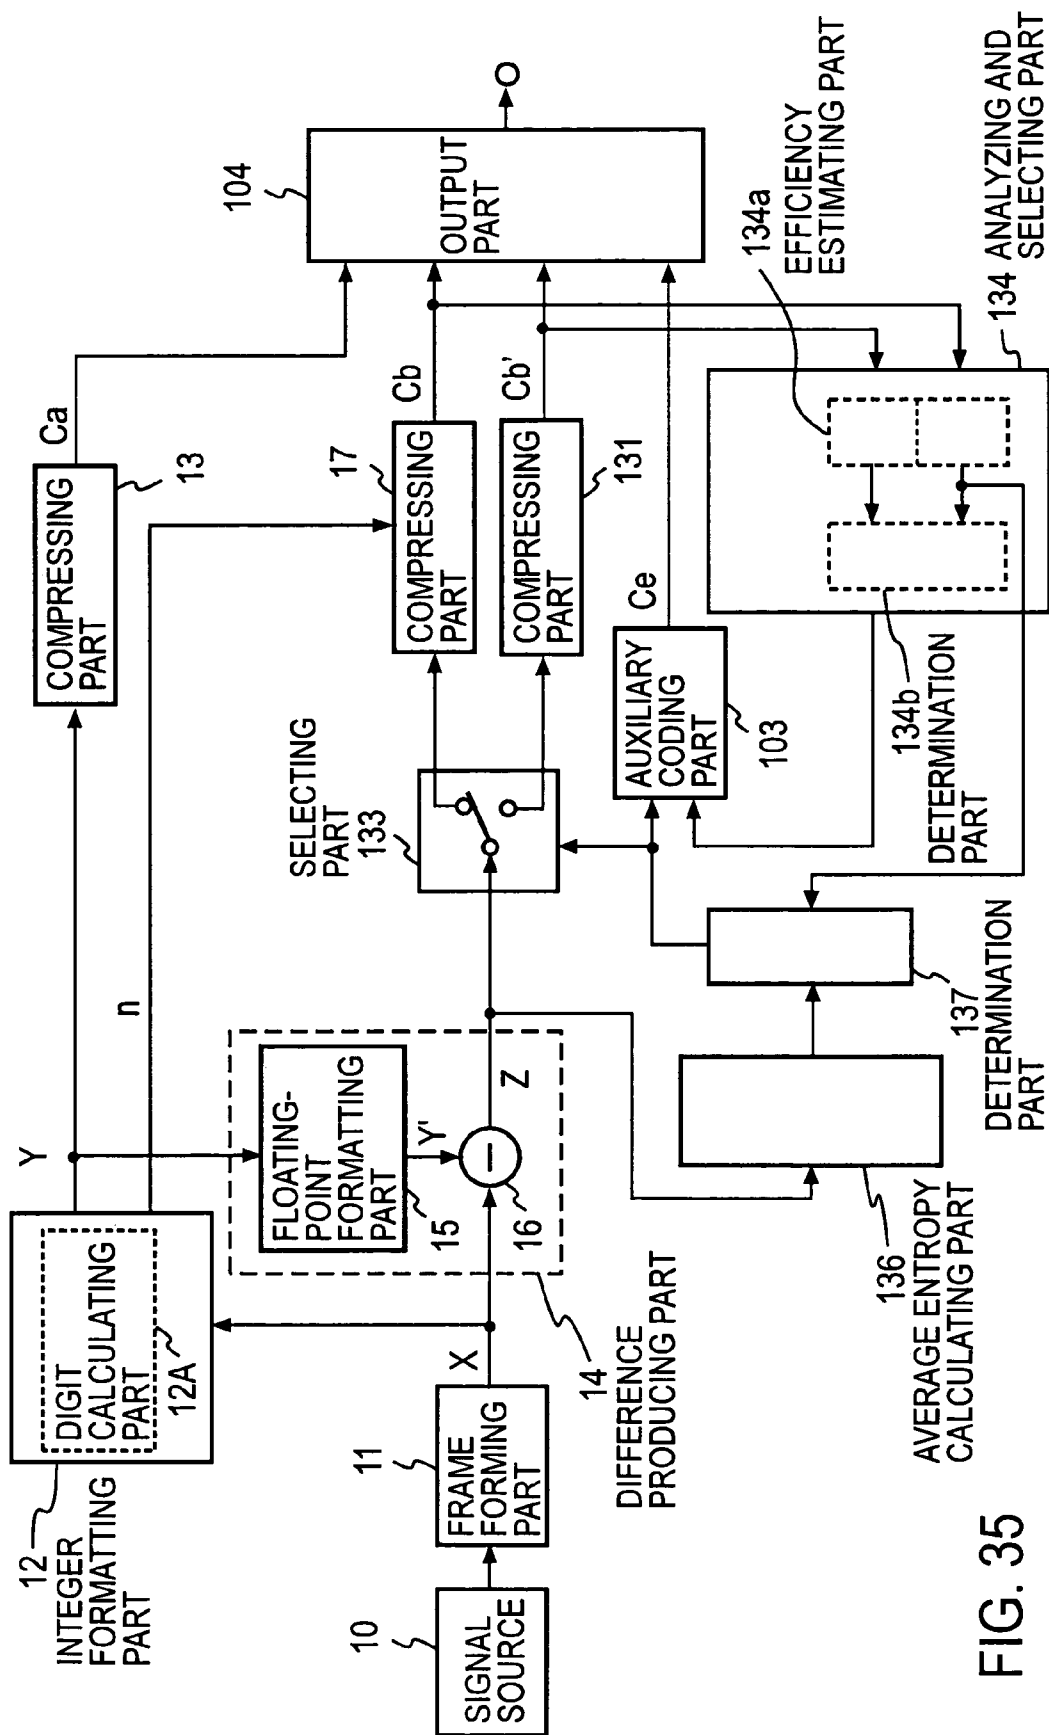 12
INTEGER
FORMATTING
PART
DIGIT
CALCULATING
PART
12A
Y
n
COMPRESSING
PART
13
Ca
10
SIGNAL
SOURCE
11
FRAME
FORMING
PART
X
FLOATING-
POINT
FORMATTING
PART
15
Y'
16
Z
14
DIFFERENCE
PRODUCING PART
SELECTING
PART
133
17
COMPRESSING
PART
Cb
COMPRESSING
PART
131
Cb'
104
OUTPUT
PART
AUXILIARY
CODING
PART
103
Ce
134a
EFFICIENCY
ESTIMATING PART
134 ANALYZING AND
SELECTING PART
134b
DETERMINATION
PART
137
DETERMINATION
PART
136
AVERAGE ENTROPY
CALCULATING PART
FIG. 35